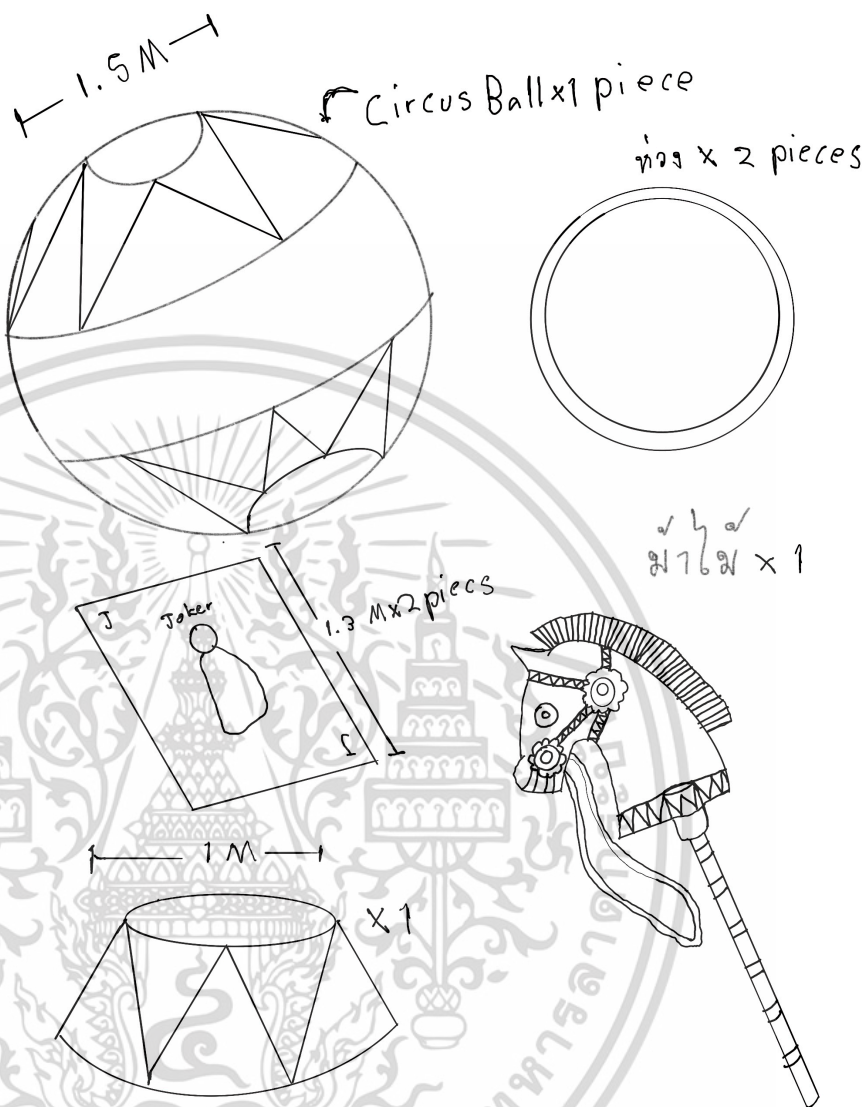 1.5 M
Circus Ball x1 piece
ห่วง x 2 pieces
ม้าไม้ x 1
J
Joker
J
1.3 M x2 piecs
1 M
x 1